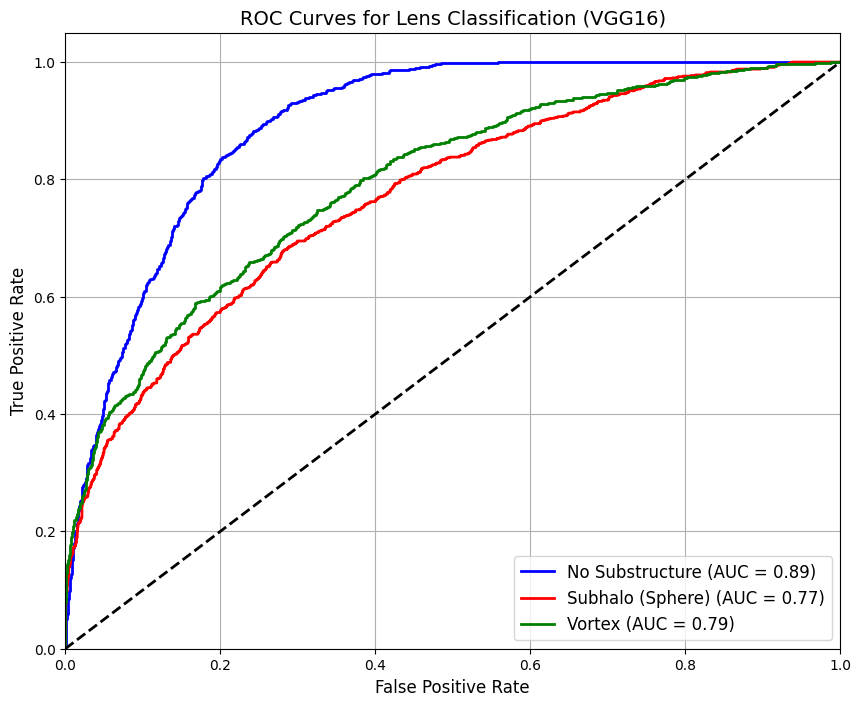 ROC Curves for Lens Classification (VGG16)
True Positive Rate
1.0
0.8
0.6
0.4
0.2
0.0
0.0 0.2 0.4 0.6 0.8 1.0
False Positive Rate
No Substructure (AUC = 0.89)
Subhalo (Sphere) (AUC = 0.77)
Vortex (AUC = 0.79)